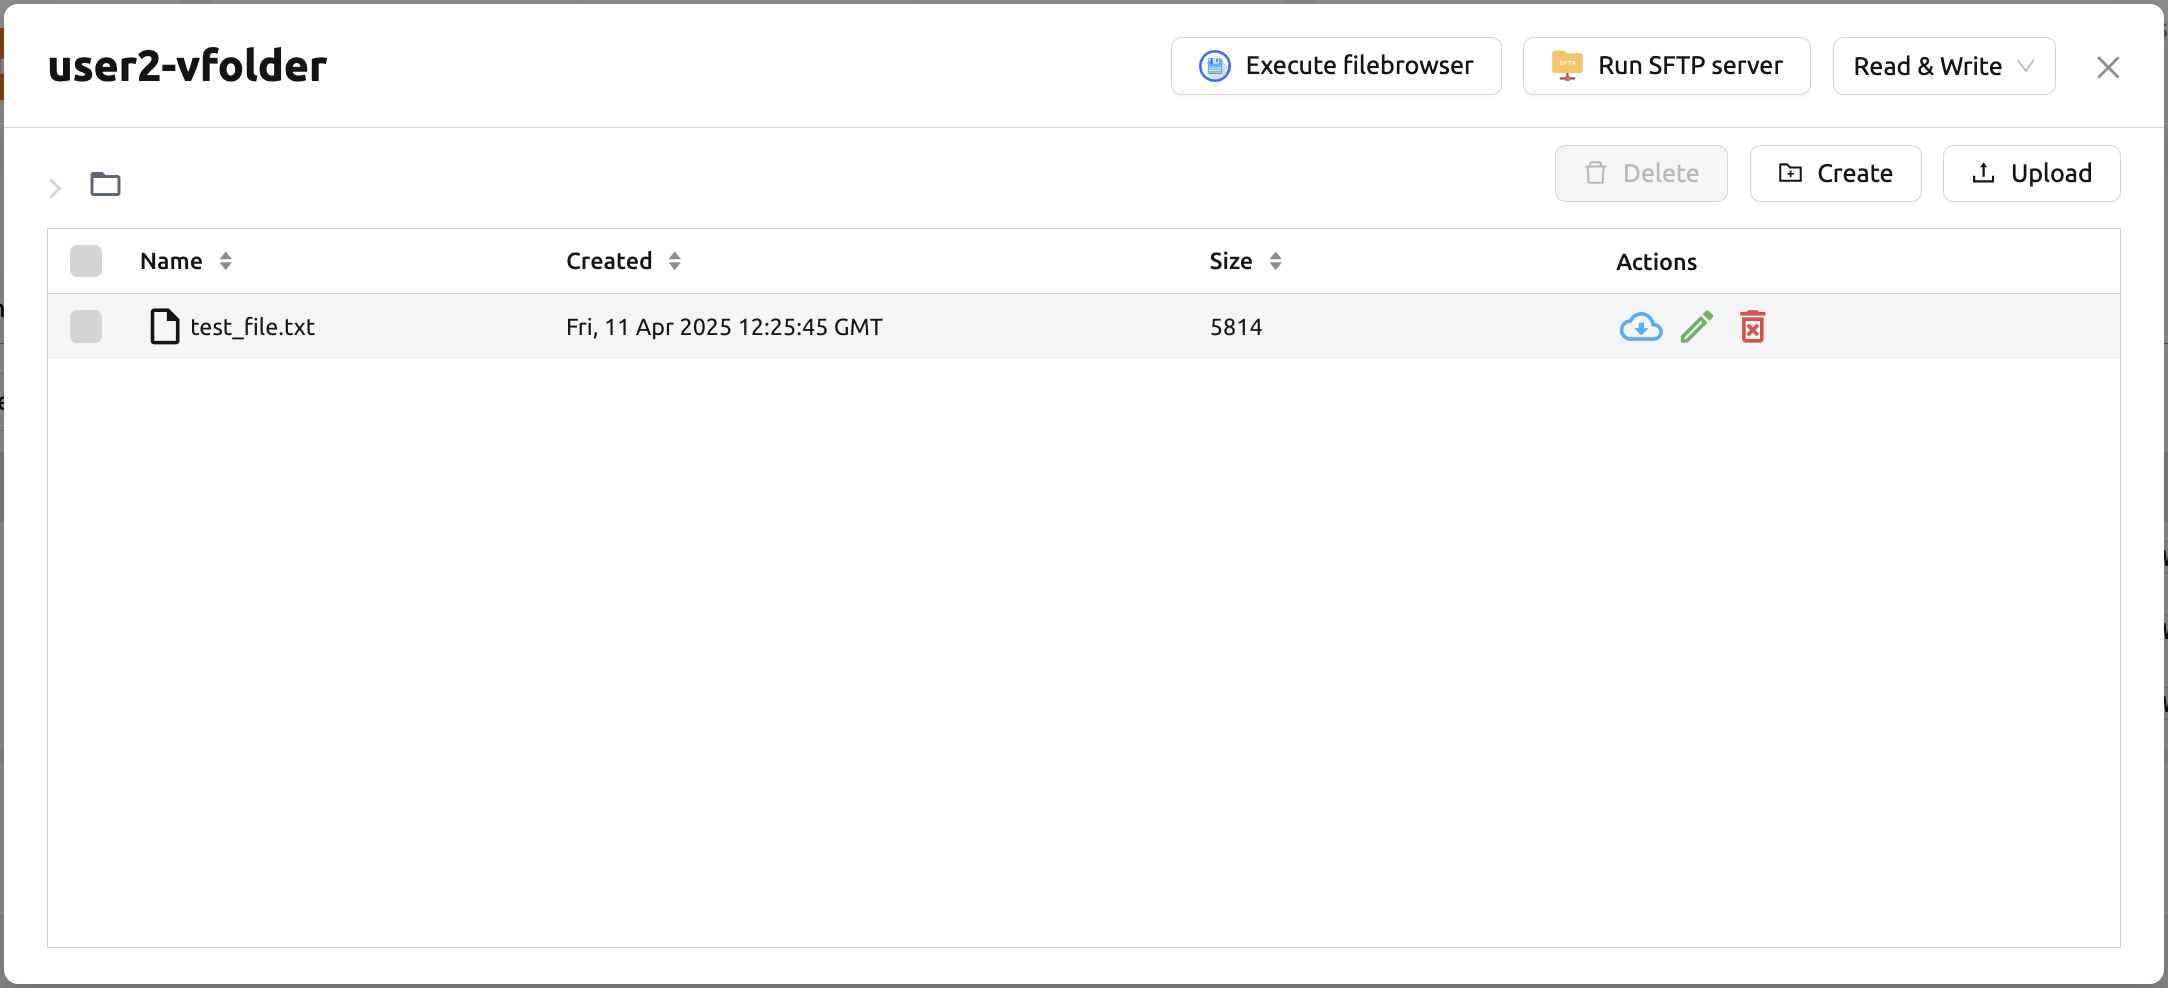 user2-vfolder
Execute filebrowser
Run SFTP server
Read & Write
Delete
Create
Upload
Name Created Size Actions
test_file.txt Fri, 11 Apr 2025 12:25:45 GMT 5814